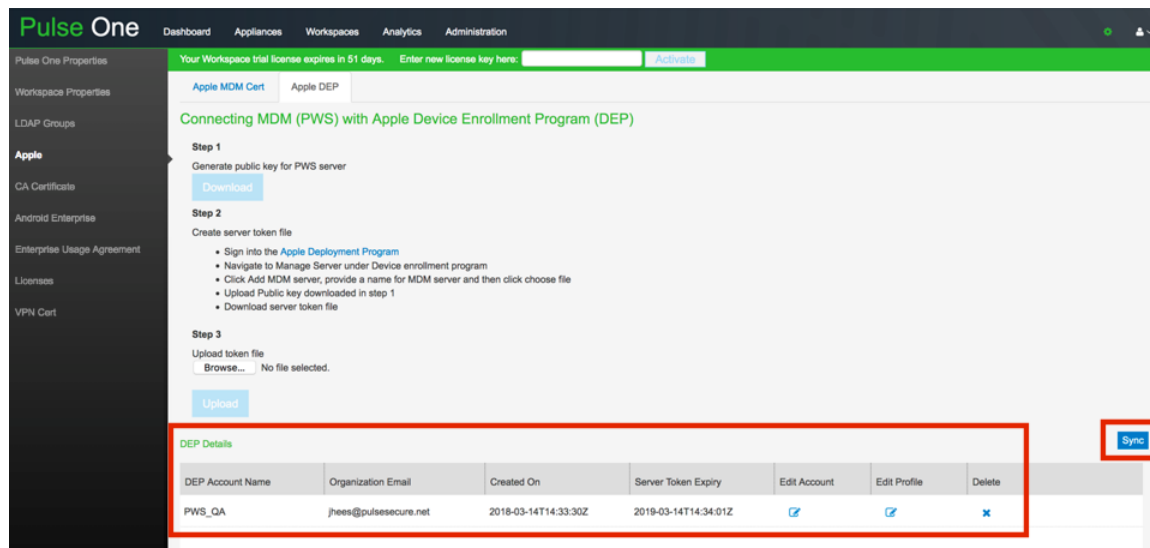 Pulse One Dashboard Appliances Workspaces Analytics Administration
Pulse One Properties
Workspace Properties
LDAP Groups
Apple
CA Certificate
Android Enterprise
Enterprise Usage Agreement
Licenses
VPN Cert
Your Workspace trial license expires in 51 days. Enter new license key here: Activate
Apple MDM Cert Apple DEP
Connecting MDM (PWS) with Apple Device Enrollment Program (DEP)
Step 1
Generate public key for PWS server
Download
Step 2
Create server token file
• Sign into the Apple Deployment Program
• Navigate to Manage Server under Device enrollment program
• Click Add MDM server, provide a name for MDM server and then click choose file
• Upload Public key downloaded in step 1
• Download server token file
Step 3
Upload token file
Browse... No file selected.
Upload
DEP Details Sync
DEP Account Name Organization Email Created On Server Token Expiry Edit Account Edit Profile Delete
PWS_QA jhees@pulsesecure.net 2018-03-14T14:33:30Z 2019-03-14T14:34:01Z